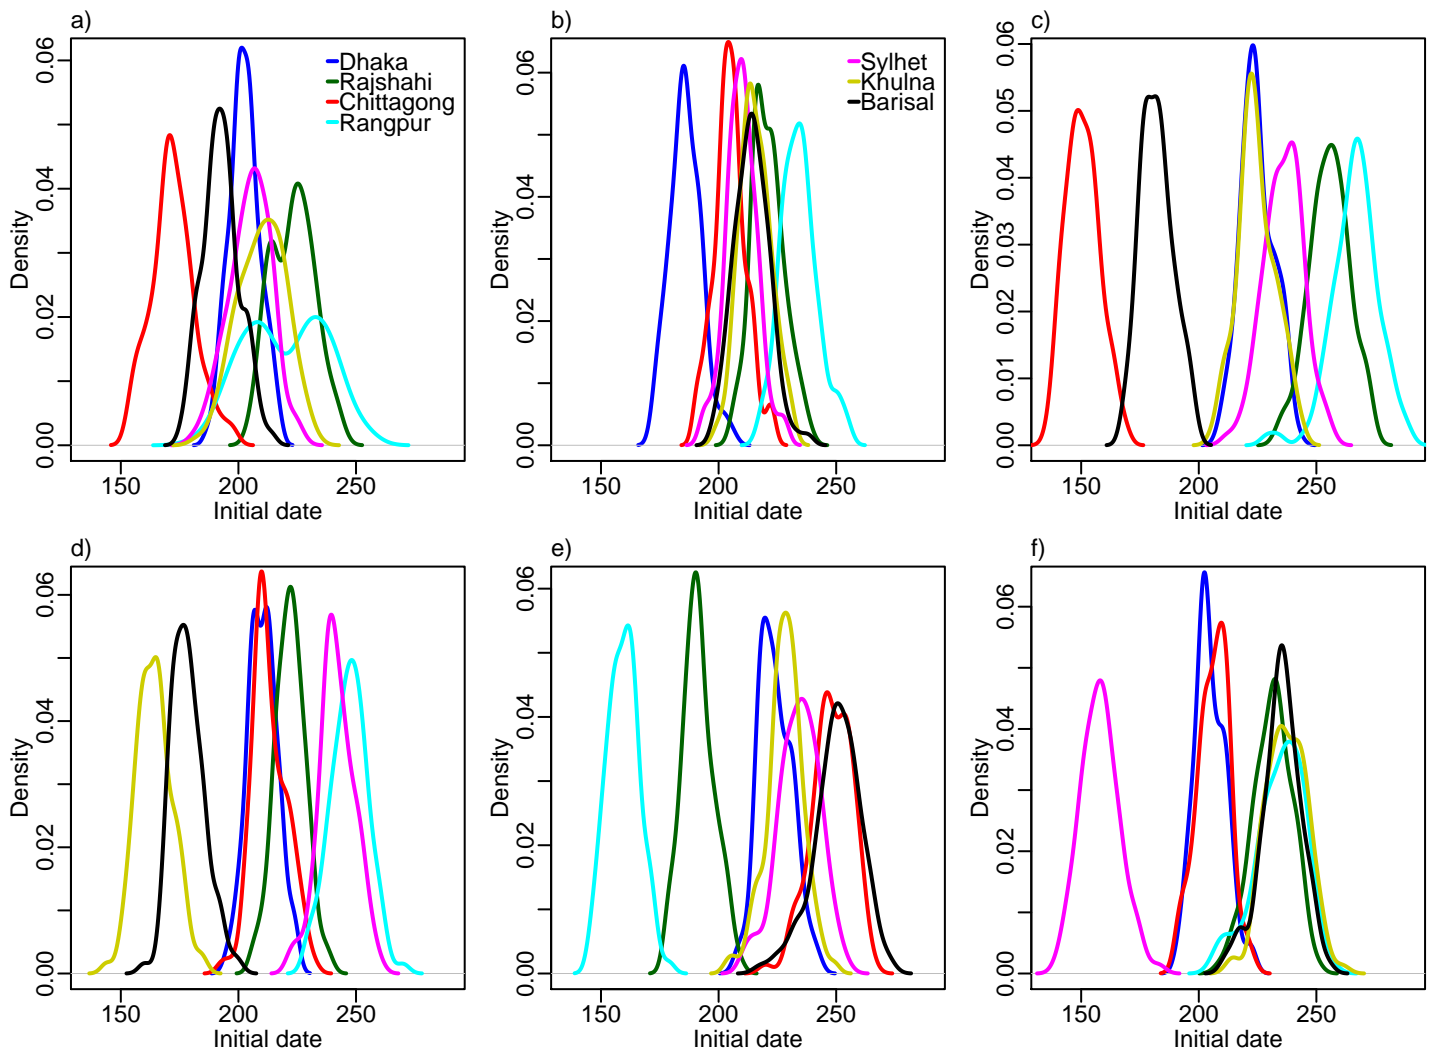 a)
Density
0.00 0.02 0.04 0.06
Dhaka
Rajshahi
Chittagong
Rangpur
150 200 250
Initial date
b)
Density
0.00 0.02 0.04 0.06
Sylhet
Khulna
Barisal
150 200 250
Initial date
c)
Density
0.00 0.01 0.02 0.03 0.04 0.05 0.06
150 200 250
Initial date
d)
Density
0.00 0.02 0.04 0.06
150 200 250
Initial date
e)
Density
0.00 0.02 0.04 0.06
150 200 250
Initial date
f)
Density
0.00 0.02 0.04 0.06
150 200 250
Initial date